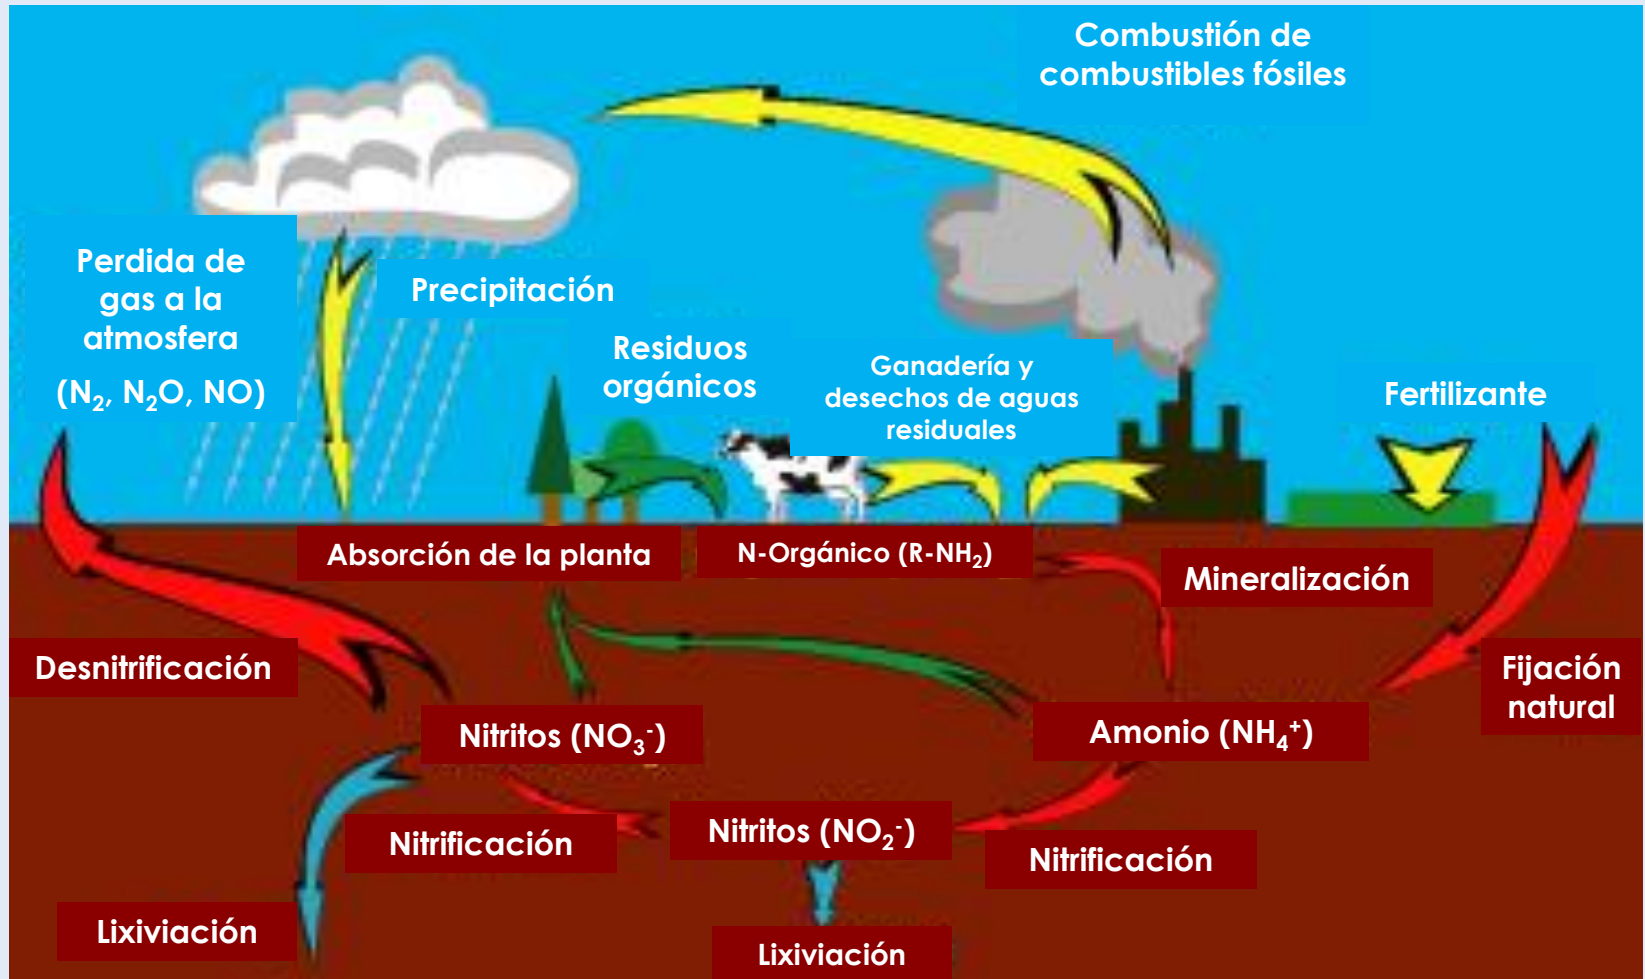 Combustión de
combustibles fósiles
Perdida de
gas a la
atmosfera
(N₂, N₂O, NO)
Precipitación
Residuos
orgánicos
Ganadería y
desechos de aguas
residuales
Fertilizante
Absorción de la planta
N-Orgánico (R-NH₂)
Mineralización
Desnitrificación
Fijación
natural
Nitritos (NO₃⁻)
Amonio (NH₄⁺)
Nitritos (NO₂⁻)
Nitrificación
Nitrificación
Lixiviación
Lixiviación